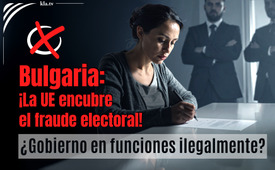 kla.tv
Bulgaria:
¡La UE encubre
el fraude electoral!
¿Gobierno en funciones ilegalmente?